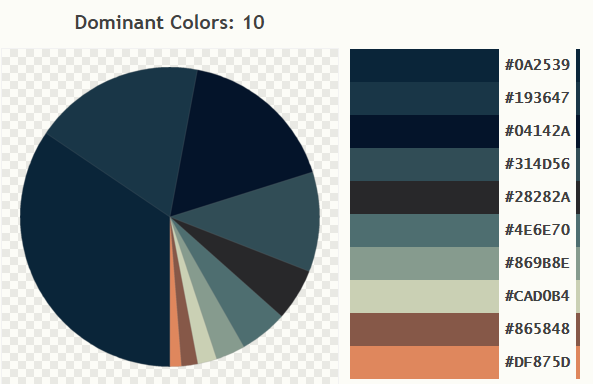 Dominant Colors: 10
#0A2539
#193647
#04142A
#314D56
#28282A
#4E6E70
#869B8E
#CAD0B4
#865848
#DF875D